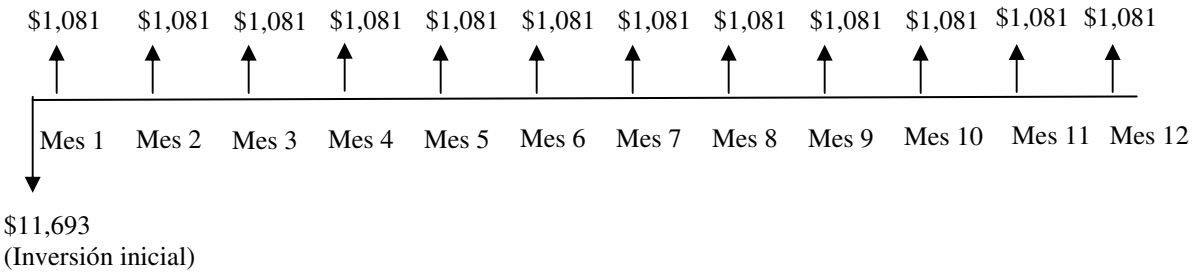 $1,081 $1,081 $1,081 $1,081 $1,081 $1,081 $1,081 $1,081 $1,081 $1,081 $1,081 $1,081
Mes 1 Mes 2 Mes 3 Mes 4 Mes 5 Mes 6 Mes 7 Mes 8 Mes 9 Mes 10 Mes 11 Mes 12
$11,693
(Inversión inicial)